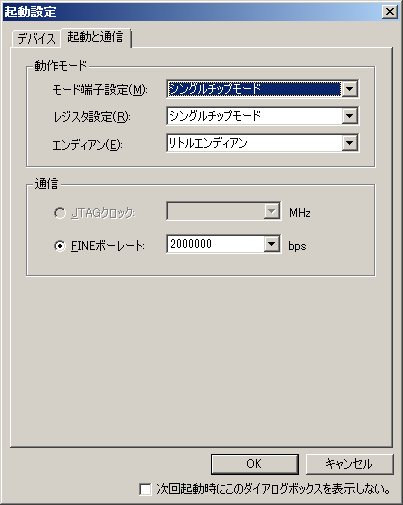 起動設定
デバイス 起動と通信
動作モード
モード端子設定(M): シングルチップモード
レジスタ設定(R): シングルチップモード
エンディアン(E): リトルエンディアン
通信
JTAGクロック: MHz
FINEボーレート: 2000000 bps
OK キャンセル
次回起動時にこのダイアログボックスを表示しない。